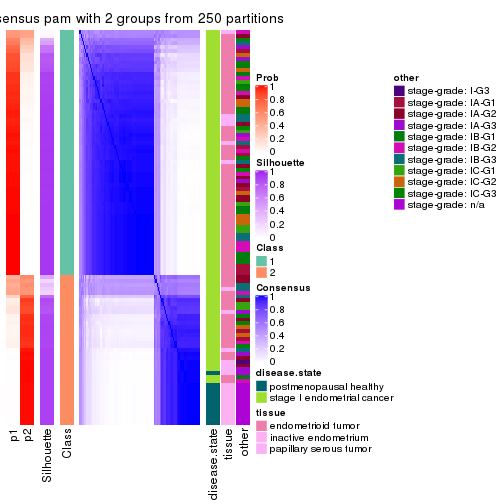 sensus pam with 2 groups from 250 partitions
Prob
1
0.8
0.6
0.4
0.2
0
Silhouette
1
0.8
0.6
0.4
0.2
0
Class
1
2
Consensus
1
0.8
0.6
0.4
0.2
0
disease.state
postmenopausal healthy
stage I endometrial cancer
tissue
endometrioid tumor
inactive endometrium
papillary serous tumor
other
stage-grade: I-G3
stage-grade: IA-G1
stage-grade: IA-G2
stage-grade: IA-G3
stage-grade: IB-G1
stage-grade: IB-G2
stage-grade: IB-G3
stage-grade: IC-G1
stage-grade: IC-G2
stage-grade: IC-G3
stage-grade: n/a
p1
p2
Silhouette
Class
disease.state
tissue
other